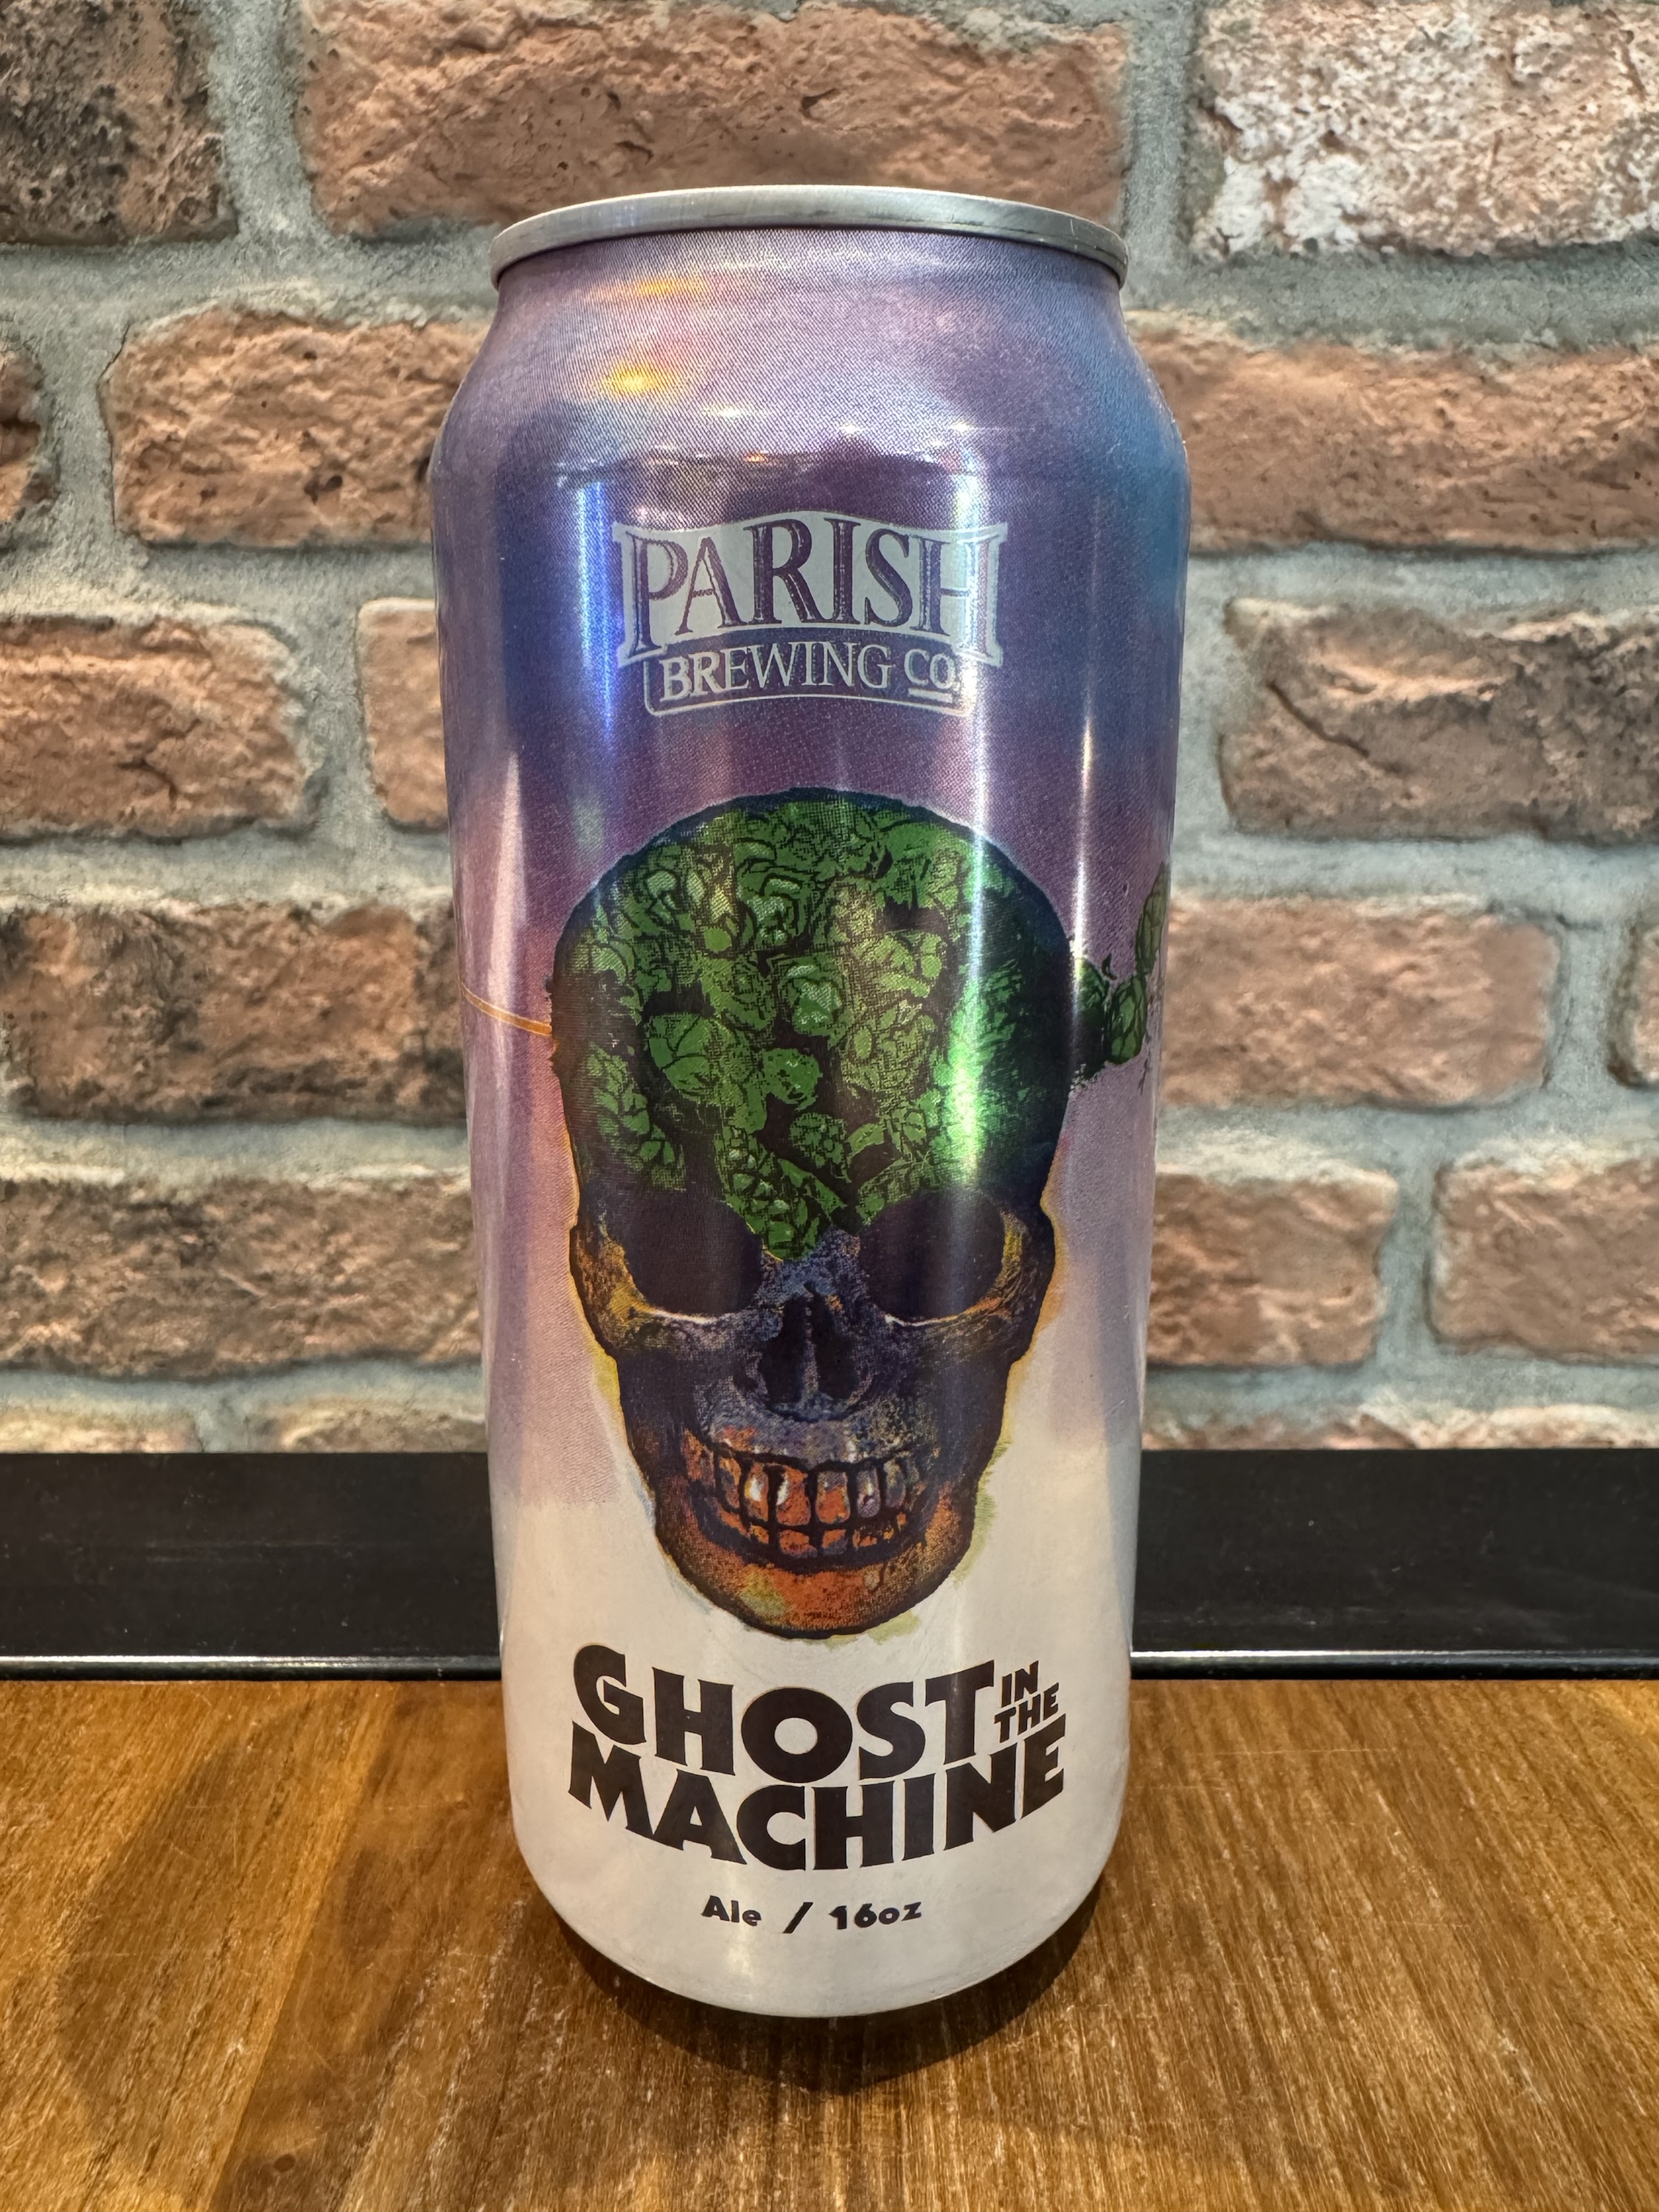 PARISH
BREWING CO.
GHOST IN THE
MACHINE
Ale / 16oz